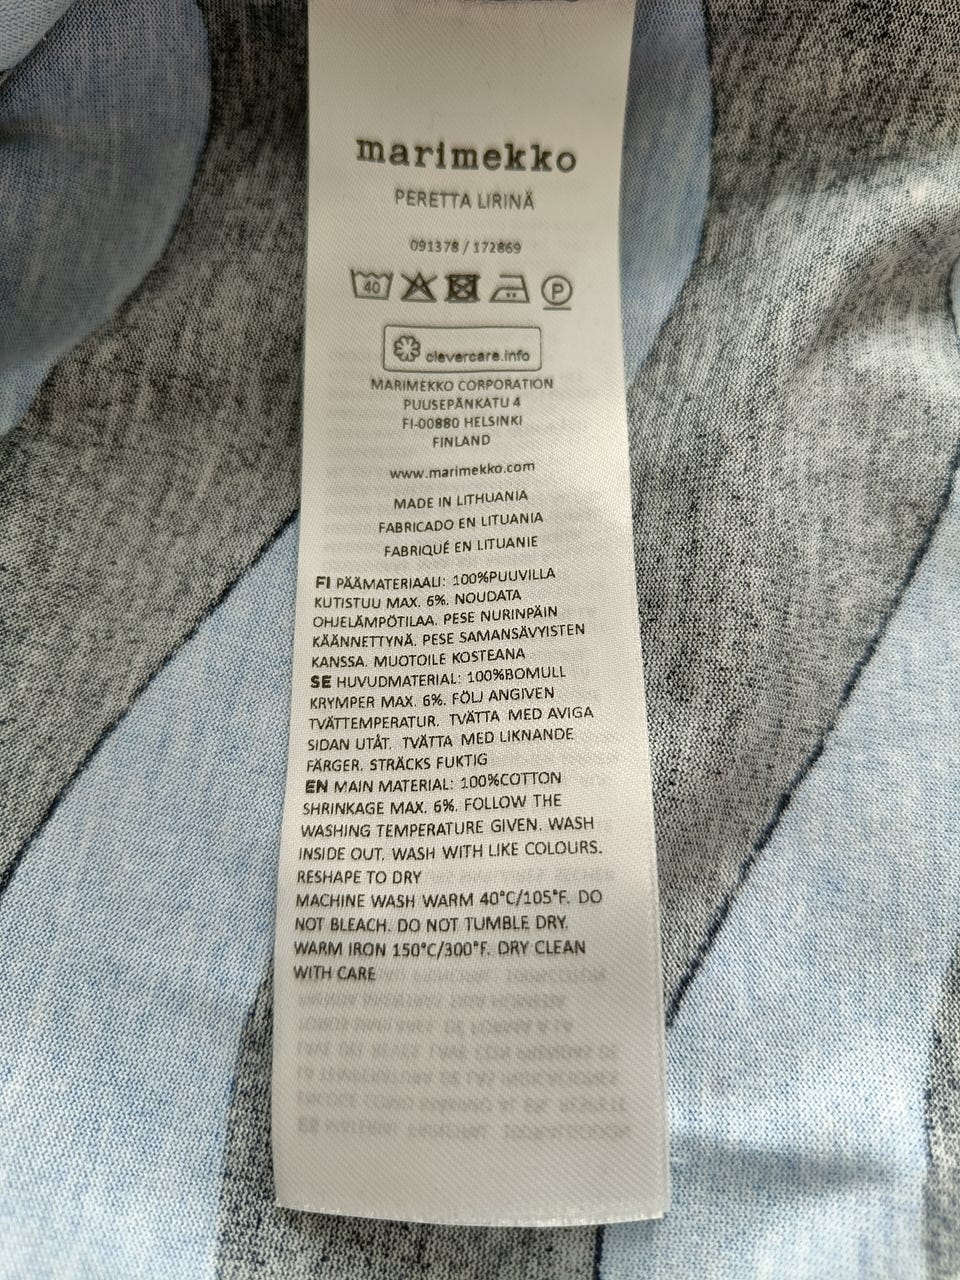 marimekko
PERETTA LIRINÄ
091378 / 172869
40
P
clevercare.info
MARIMEKKO CORPORATION
PUUSEPÄNKATU 4
FI-00880 HELSINKI
FINLAND
www.marimekko.com
MADE IN LITHUANIA
FABRICADO EN LITUANIA
FABRIQUÉ EN LITUANIE
FI PÄÄMATERIAALI: 100%PUUVILLA
KUTISTUU MAX. 6%. NOUDATA
OHJELÄMPÖTILAA. PESE NURINPÄIN
KÄÄNNETTYNÄ. PESE SAMANSÄVYISTEN
KANSSA. MUOTOILE KOSTEANA
SE HUVUDMATERIAL: 100%BOMULL
KRYMPER MAX. 6%. FÖLJ ANGIVEN
TVÄTTEMPERATUR. TVÄTTA MED AVIGA
SIDAN UTÅT. TVÄTTA MED LIKNANDE
FÄRGER. STRÄCKS FUKTIG
EN MAIN MATERIAL: 100%COTTON
SHRINKAGE MAX. 6%. FOLLOW THE
WASHING TEMPERATURE GIVEN. WASH
INSIDE OUT. WASH WITH LIKE COLOURS.
RESHAPE TO DRY
MACHINE WASH WARM 40°C/105°F. DO
NOT BLEACH. DO NOT TUMBLE DRY.
WARM IRON 150°C/300°F. DRY CLEAN
WITH CARE